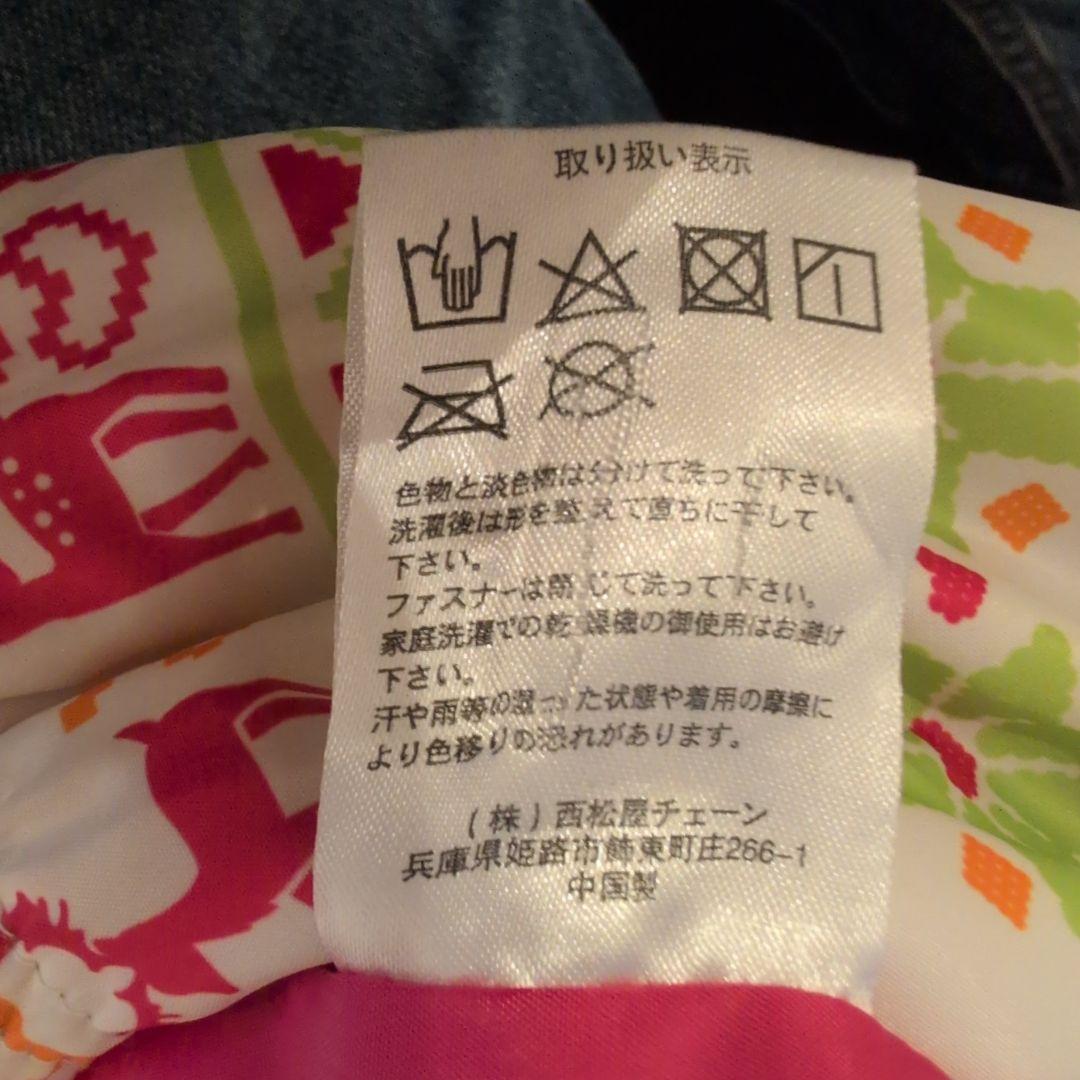 取り扱い表示
色物と淡色物は分けて洗って下さい。
洗濯後は形を整えて直ちに干して
下さい。
ファスナーは閉じて洗って下さい。
家庭洗濯での乾燥機の御使用はお避け
下さい。
汗や雨等の湿った状態や着用の摩擦に
より色移りの恐れがあります。
(株)西松屋チェーン
兵庫県姫路市飾東町庄266-1
中国製